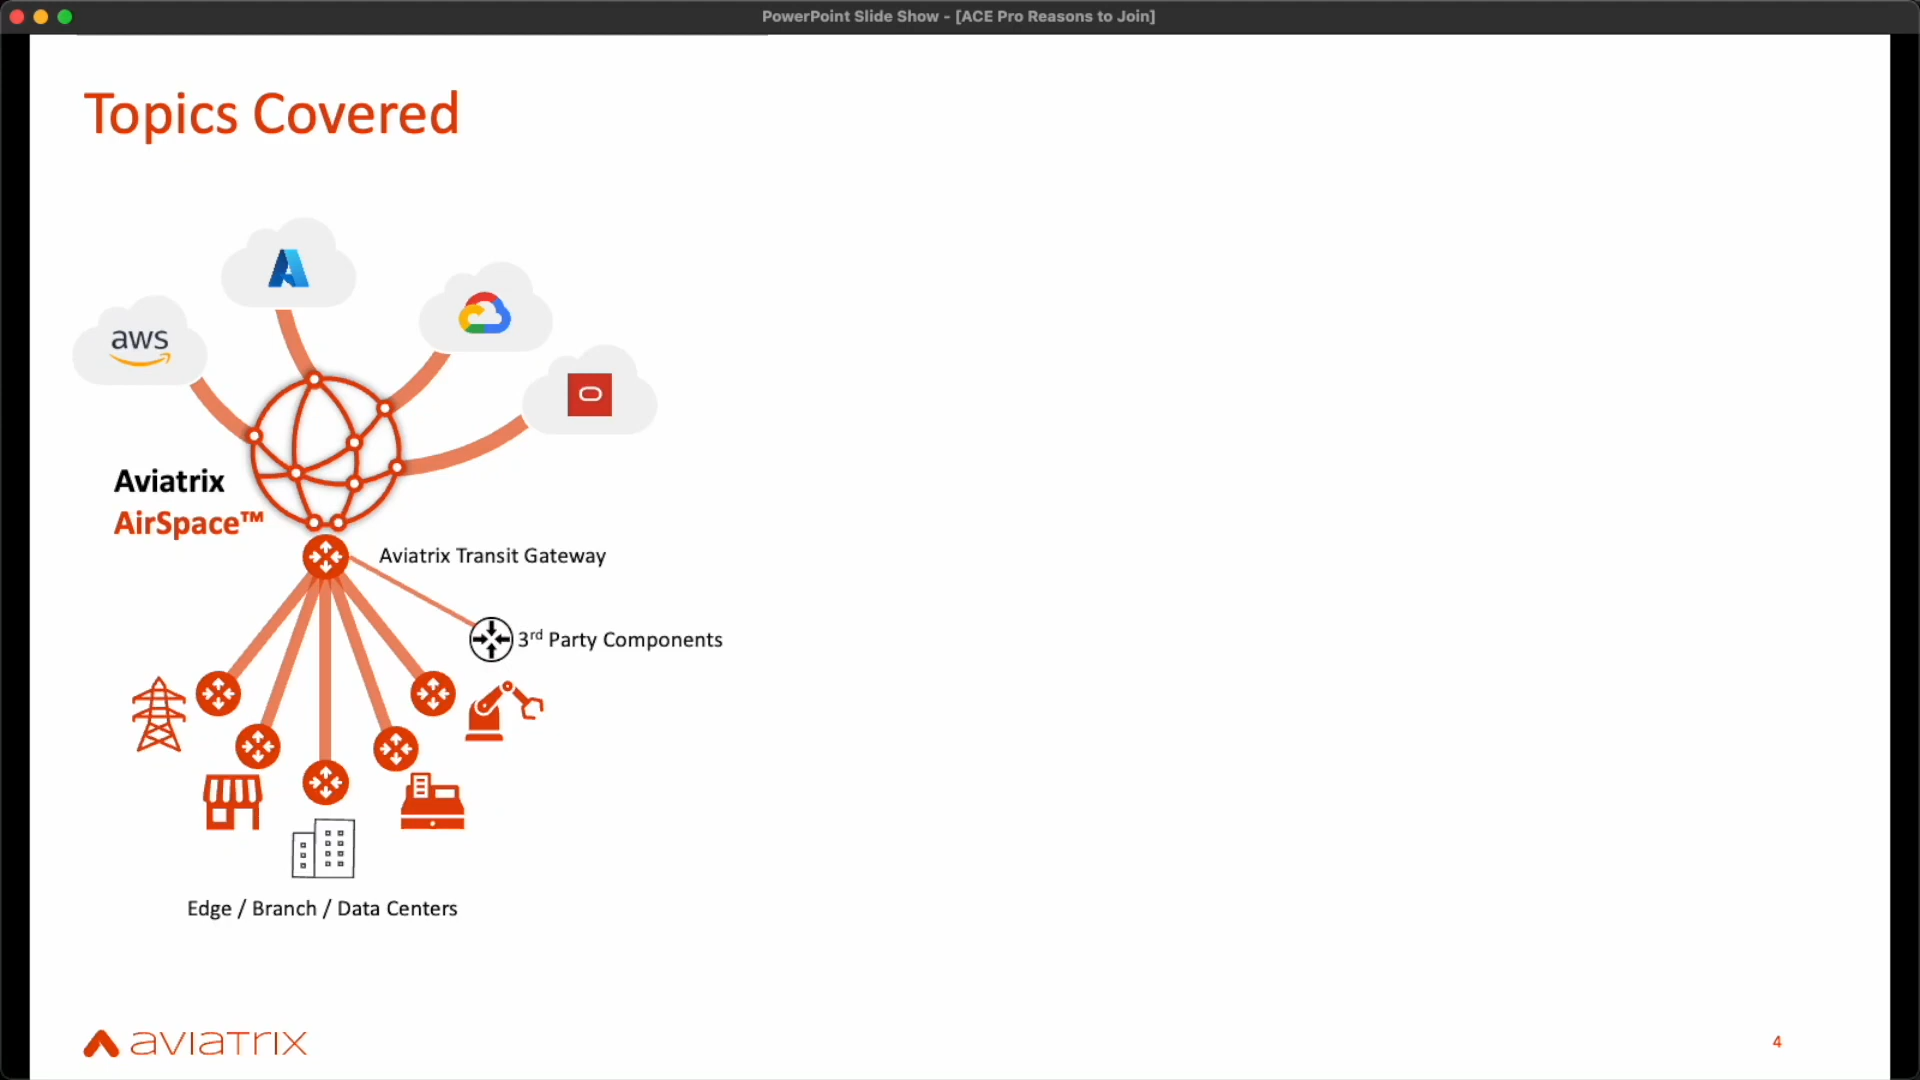 PowerPoint Slide Show - [ACE Pro Reasons to Join]
Topics Covered
aws
Aviatrix
AirSpace™
Aviatrix Transit Gateway
3rd Party Components
Edge / Branch / Data Centers
aviatrix
4